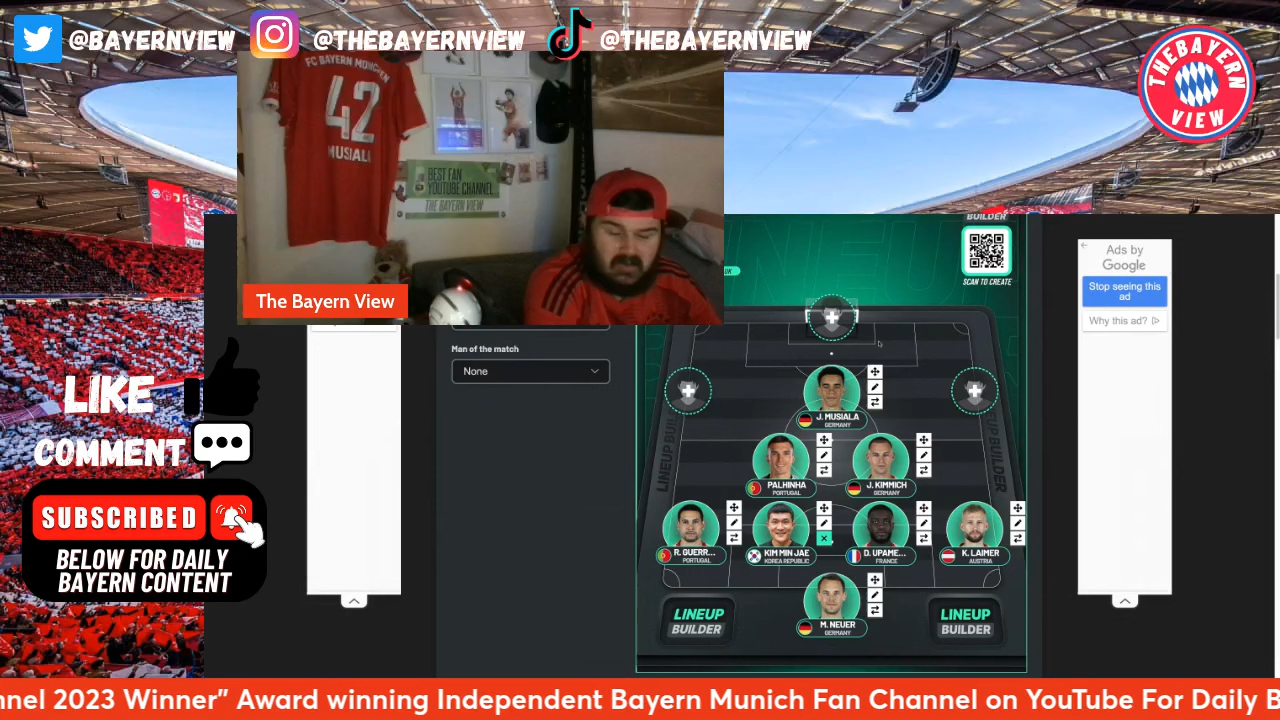 @BAYERNVIEW
@THEBAYERNVIEW
@THEBAYERNVIEW
THE BAYERN
VIEW
FC BAYERN MÜNCHEN
42
MUSIALA
BEST FAN
YOUTUBE CHANNEL
THE BAYERN VIEW
The Bayern View
BUILDER
SCAN TO CREATE
Ads by
Google
Stop seeing this
ad
Why this ad?
Man of the match
None
LIKE
COMMENT
SUBSCRIBED
BELOW FOR DAILY
BAYERN CONTENT
J. MUSIALA
GERMANY
PALHINHA
PORTUGAL
J. KIMMICH
GERMANY
R. GUERR...
PORTUGAL
KIM MIN JAE
KOREA REPUBLIC
D. UPAME...
FRANCE
K. LAIMER
AUSTRIA
M. NEUER
GERMANY
LINEUP
BUILDER
LINEUP
BUILDER
LINEUP BUIL
UP BUILDER
nnel 2023 Winner" Award winning Independent Bayern Munich Fan Channel on YouTube For Daily B